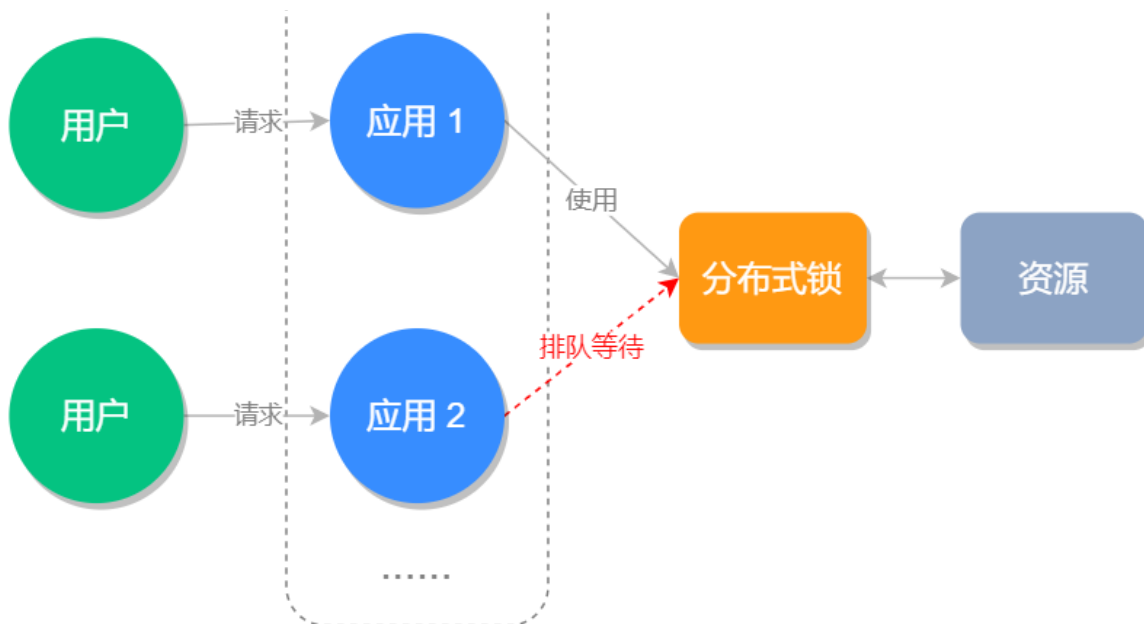 用户
请求
应用 1
使用
分布式锁
资源
排队等待
用户
请求
应用 2
......